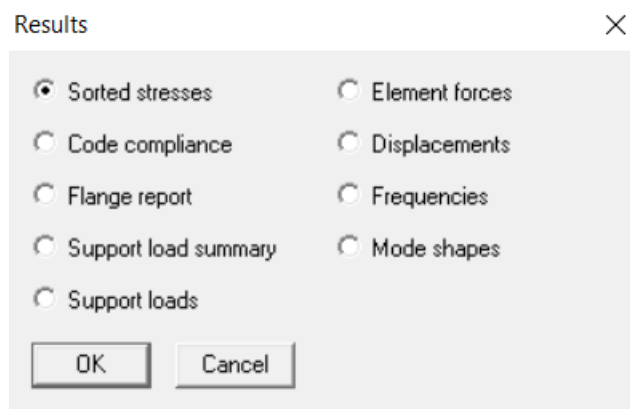 Results
Sorted stresses
Element forces
Code compliance
Displacements
Flange report
Frequencies
Support load summary
Mode shapes
Support loads
OK
Cancel